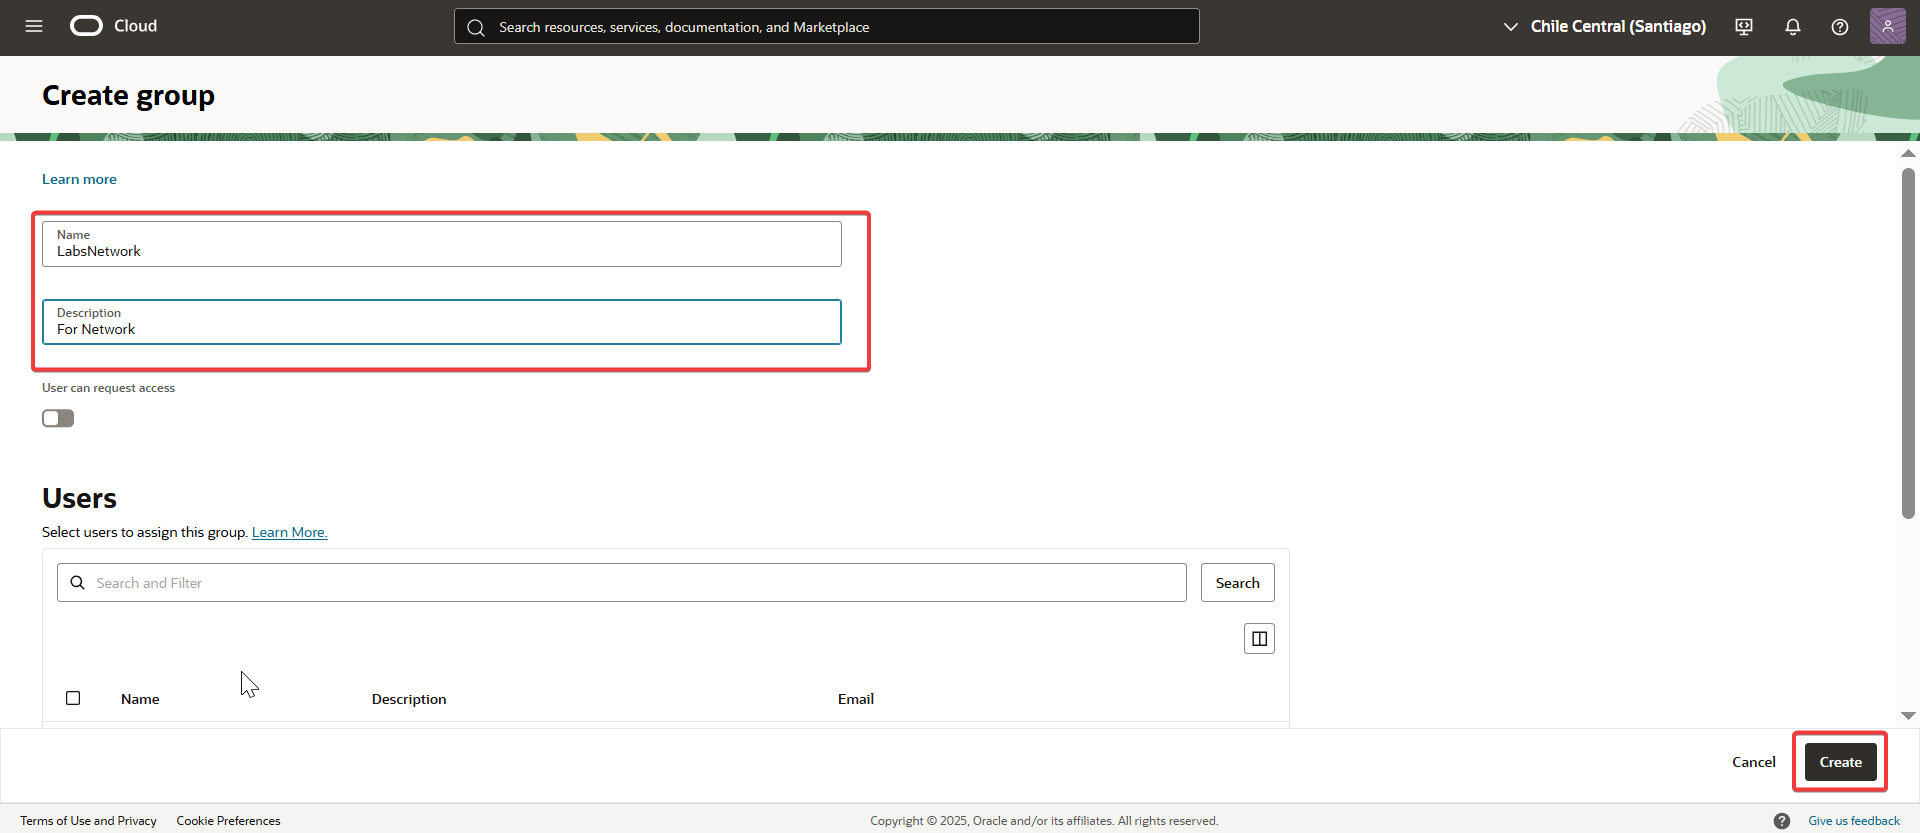 Cloud
Search resources, services, documentation, and Marketplace
Chile Central (Santiago)
Create group
Learn more
Name
LabsNetwork
Description
For Network
User can request access
Users
Select users to assign this group. Learn More.
Search and Filter
Search
Name Description Email
Cancel Create
Terms of Use and Privacy Cookie Preferences Copyright © 2025, Oracle and/or its affiliates. All rights reserved. Give us feedback